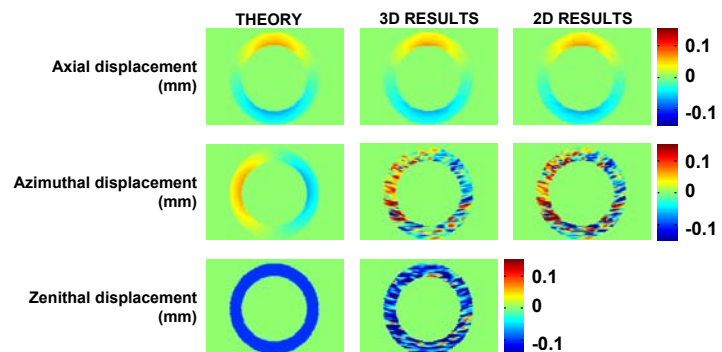 THEORY 3D RESULTS 2D RESULTS
Axial displacement
(mm)
0.1
0
-0.1
Azimuthal displacement
(mm)
0.1
0
-0.1
Zenithal displacement
(mm)
0.1
0
-0.1